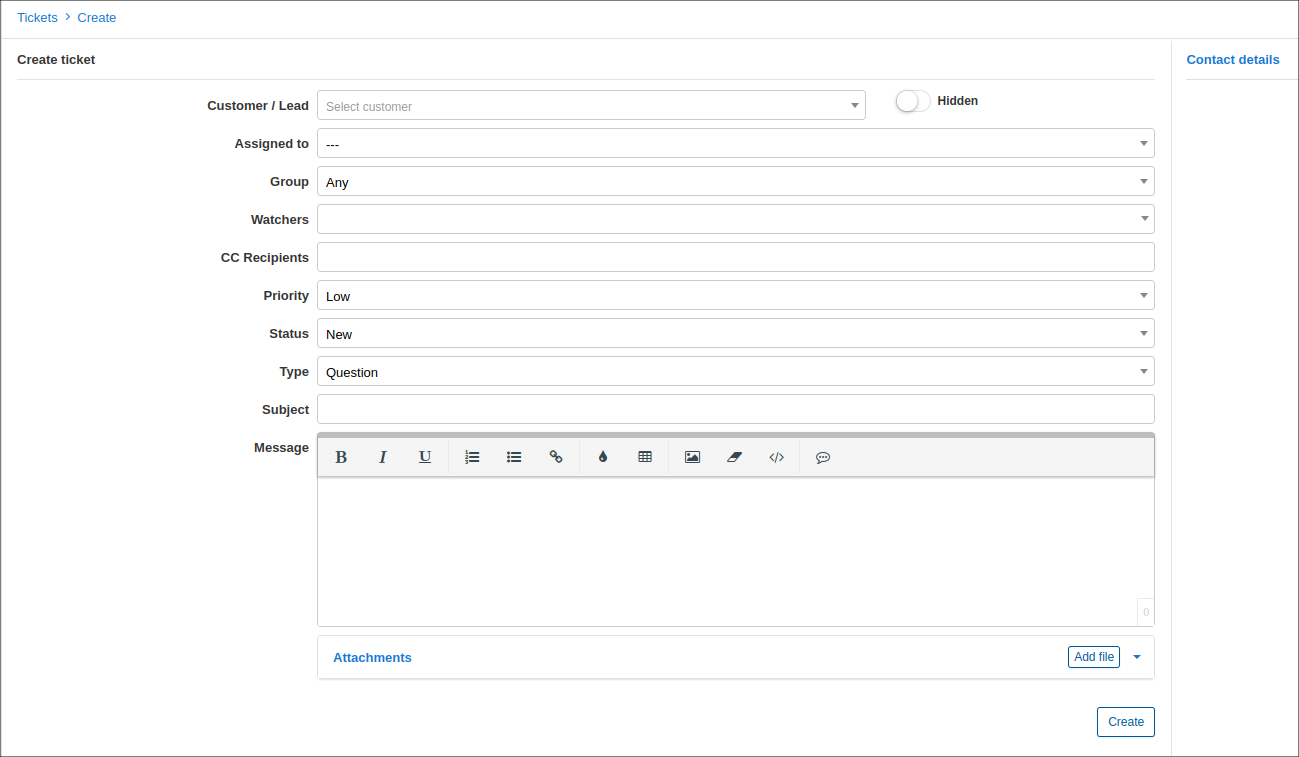 Tickets > Create
Create ticket
Contact details
Customer / Lead Select customer Hidden
Assigned to ---
Group Any
Watchers
CC Recipients
Priority Low
Status New
Type Question
Subject
Message B I U
0
Attachments Add file
Create